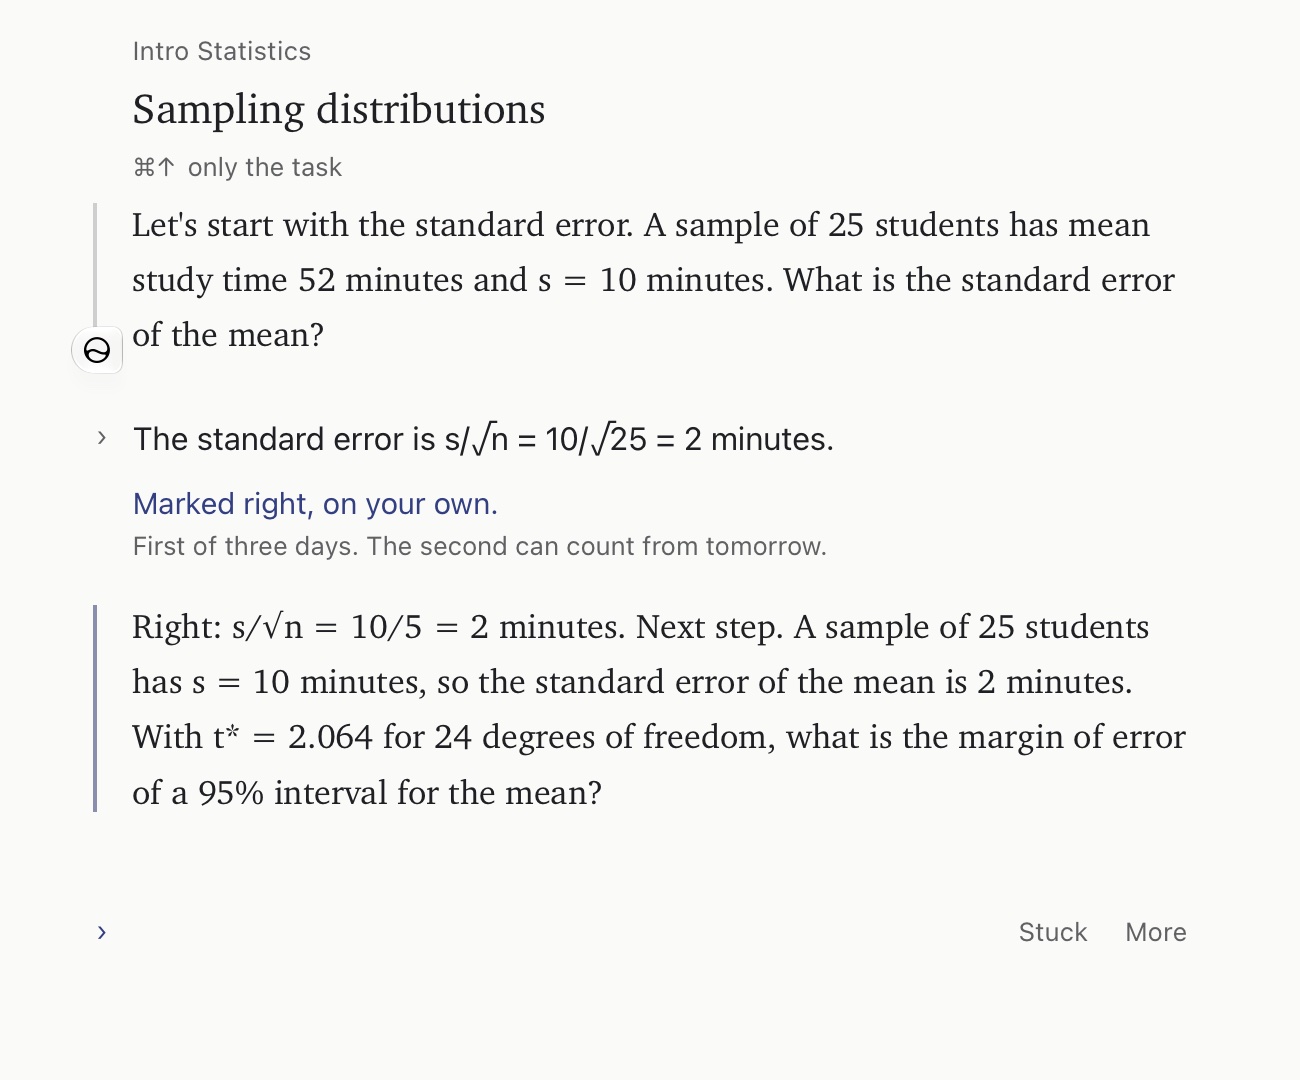 Intro Statistics
Sampling distributions
⌘↑ only the task
Let's start with the standard error. A sample of 25 students has mean
study time 52 minutes and s = 10 minutes. What is the standard error
of the mean?
› The standard error is s/√n = 10/√25 = 2 minutes.
Marked right, on your own.
First of three days. The second can count from tomorrow.
Right: s/√n = 10/5 = 2 minutes. Next step. A sample of 25 students
has s = 10 minutes, so the standard error of the mean is 2 minutes.
With t* = 2.064 for 24 degrees of freedom, what is the margin of error
of a 95% interval for the mean?
› Stuck More